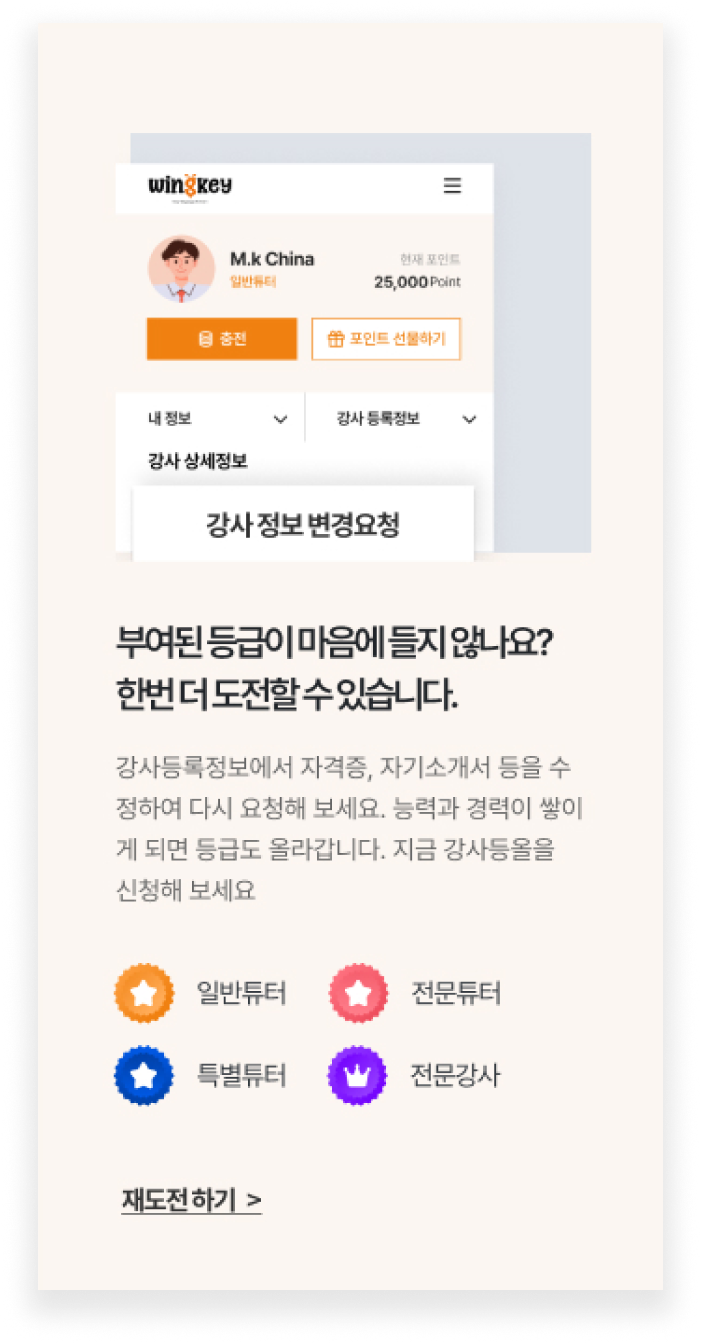 wingkey
M.k China
현재 포인트
일반튜터
25,000 Point
충전
포인트 선물하기
내 정보
강사 등록정보
강사 상세정보
강사 정보 변경요청
부여된 등급이 마음에 들지 않나요?
한번 더 도전할 수 있습니다.
강사등록정보에서 자격증, 자기소개서 등을 수
정하여 다시 요청해 보세요. 능력과 경력이 쌓이
게 되면 등급도 올라갑니다. 지금 강사등올을
신청해 보세요
일반튜터
전문튜터
특별튜터
전문강사
재도전하기 >